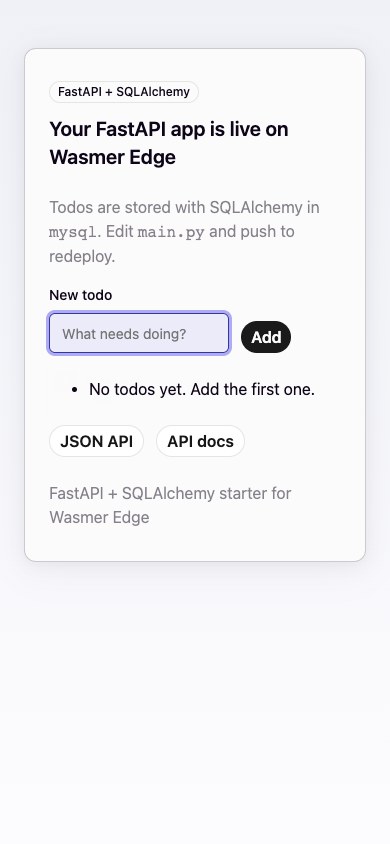 FastAPI + SQLAlchemy
Your FastAPI app is live on
Wasmer Edge
Todos are stored with SQLAlchemy in
mysql. Edit main.py and push to
redeploy.
New todo
What needs doing?
Add
No todos yet. Add the first one.
JSON API
API docs
FastAPI + SQLAlchemy starter for
Wasmer Edge